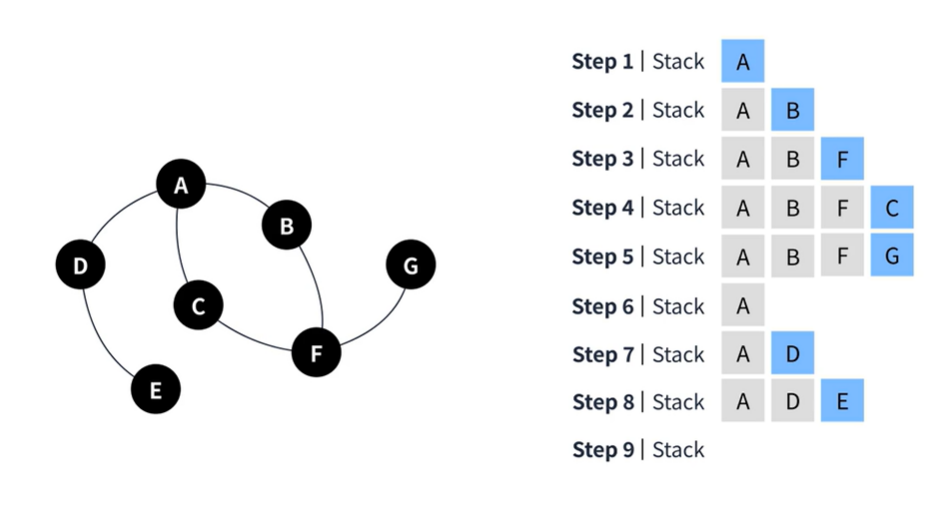 A
B
D
G
C
F
E
Step 1 | Stack A
Step 2 | Stack A B
Step 3 | Stack A B F
Step 4 | Stack A B F C
Step 5 | Stack A B F G
Step 6 | Stack A
Step 7 | Stack A D
Step 8 | Stack A D E
Step 9 | Stack